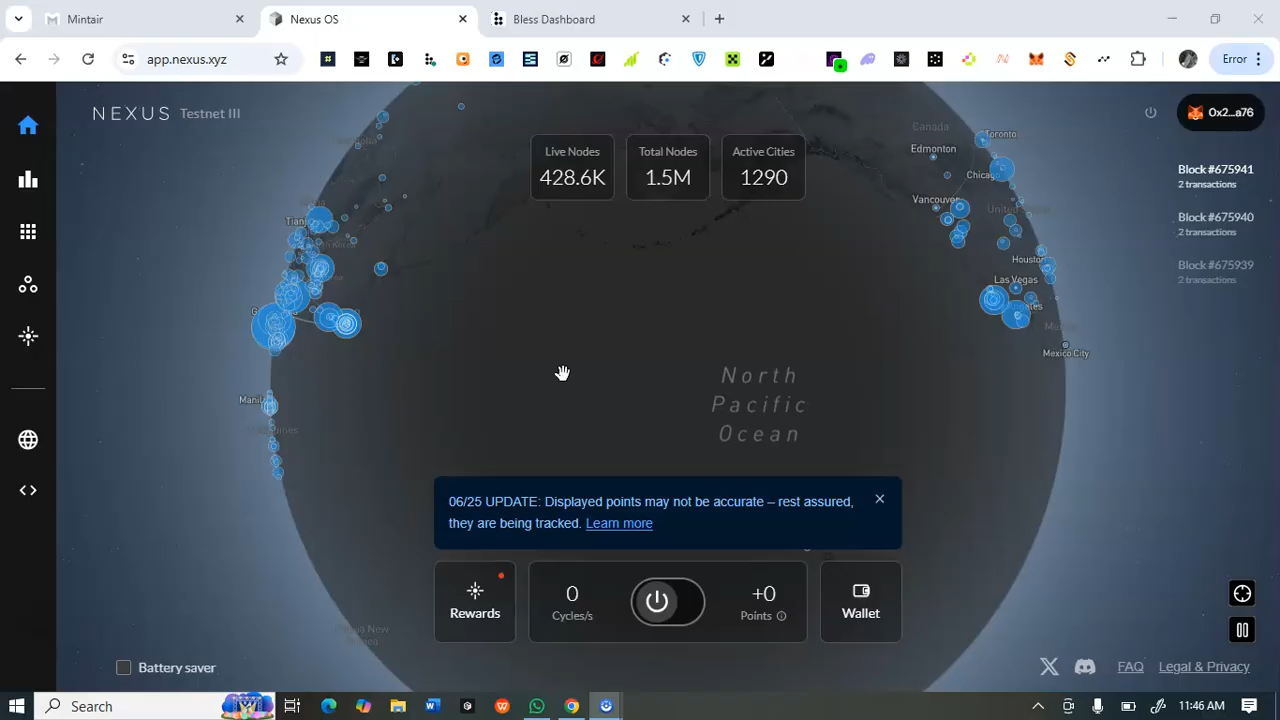 Mintair
Nexus OS
Bless Dashboard
app.nexus.xyz
Error
NEXUS Testnet III
0x2...a76
Live Nodes
428.6K
Total Nodes
1.5M
Active Cities
1290
Block #675941
2 transactions
Block #675940
2 transactions
Block #675939
2 transactions
Canada
Toronto
Edmonton
Chicago
Vancouver
Houston
Las Vegas
Mexico City
Manila
North
Pacific
Ocean
06/25 UPDATE: Displayed points may not be accurate – rest assured,
they are being tracked. Learn more
Rewards
0
Cycles/s
+0
Points
Wallet
Battery saver
FAQ
Legal & Privacy
Search
11:46 AM